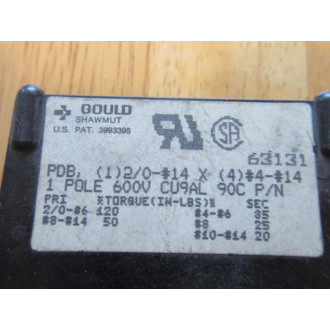 GOULD
SHAWMUT
U.S. PAT. 3993395
63131
PDB, (1)2/0-#14 X (4)#4-#14
1 POLE 600V CU9AL 90C P/N
PRI *TORQUE(IN-LBS)* SEC
2/0-#6 120 #4-#6 35
#8-#14 50 #8 25
#10-#14 20